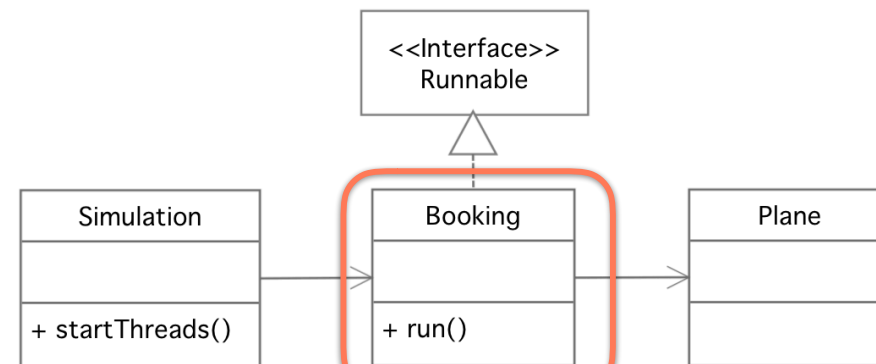 <<Interface>>
Runnable
Simulation
Booking
Plane
+ startThreads()
+ run()